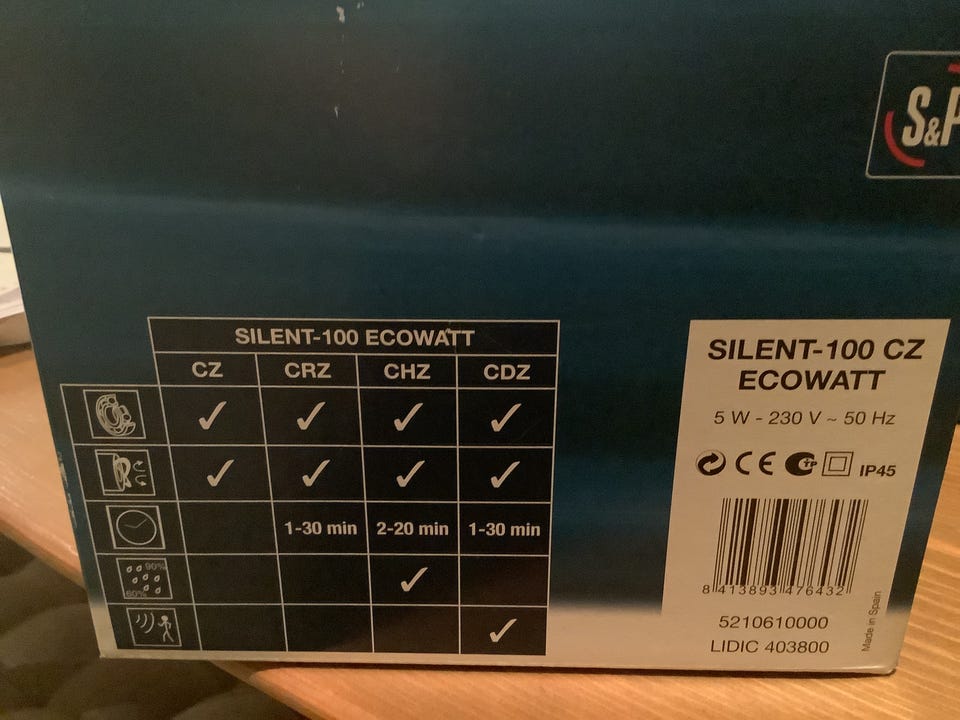 S&P
SILENT-100 ECOWATT
CZ CRZ CHZ CDZ
✓ ✓ ✓ ✓
✓ ✓ ✓ ✓
1-30 min 2-20 min 1-30 min
90%
60%
✓
✓
SILENT-100 CZ
ECOWATT
5 W - 230 V ~ 50 Hz
CE IP45
8 413893 476432
5210610000
LIDIC 403800
Made in Spain